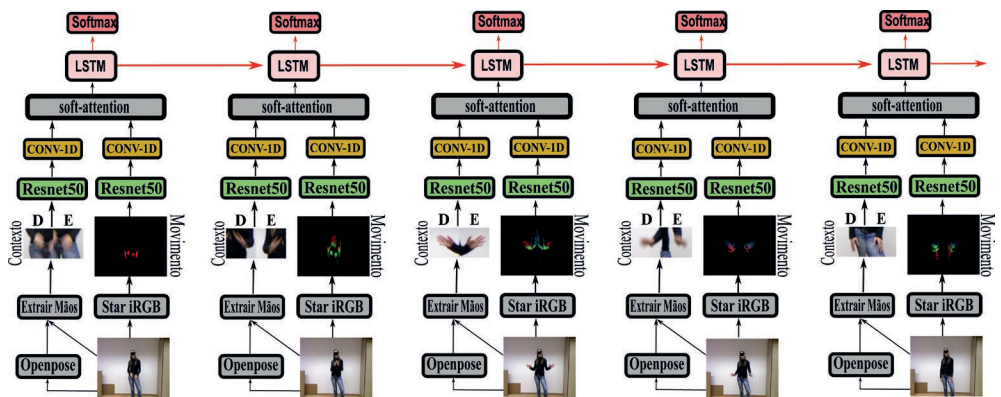 Softmax Softmax Softmax Softmax Softmax
LSTM LSTM LSTM LSTM LSTM
soft-attention soft-attention soft-attention soft-attention soft-attention
CONV-1D CONV-1D CONV-1D CONV-1D CONV-1D CONV-1D CONV-1D CONV-1D CONV-1D CONV-1D
Resnet50 Resnet50 Resnet50 Resnet50 Resnet50 Resnet50 Resnet50 Resnet50 Resnet50 Resnet50
D E D E D E D E D E
Contexto Movimento Contexto Movimento Contexto Movimento Contexto Movimento Contexto Movimento
Extrair Mãos Star iRGB Extrair Mãos Star iRGB Extrair Mãos Star iRGB Extrair Mãos Star iRGB Extrair Mãos Star iRGB
Openpose Openpose Openpose Openpose Openpose